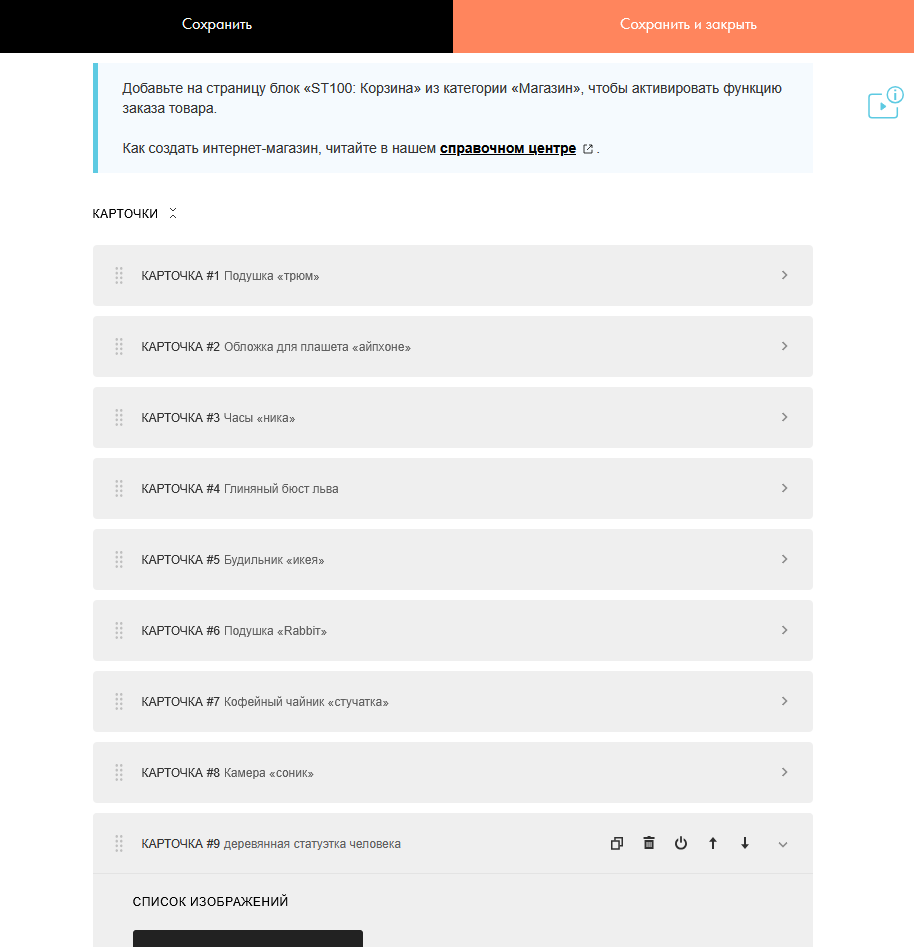 Сохранить
Сохранить и закрыть
Добавьте на страницу блок «ST100: Корзина» из категории «Магазин», чтобы активировать функцию
заказа товара.
Как создать интернет-магазин, читайте в нашем справочном центре .
КАРТОЧКИ
КАРТОЧКА #1 Подушка «трюм»
КАРТОЧКА #2 Обложка для плашета «айпхоне»
КАРТОЧКА #3 Часы «ника»
КАРТОЧКА #4 Глиняный бюст льва
КАРТОЧКА #5 Будильник «икея»
КАРТОЧКА #6 Подушка «Rabbit»
КАРТОЧКА #7 Кофейный чайник «стучатка»
КАРТОЧКА #8 Камера «соник»
КАРТОЧКА #9 деревянная статуэтка человека
СПИСОК ИЗОБРАЖЕНИЙ